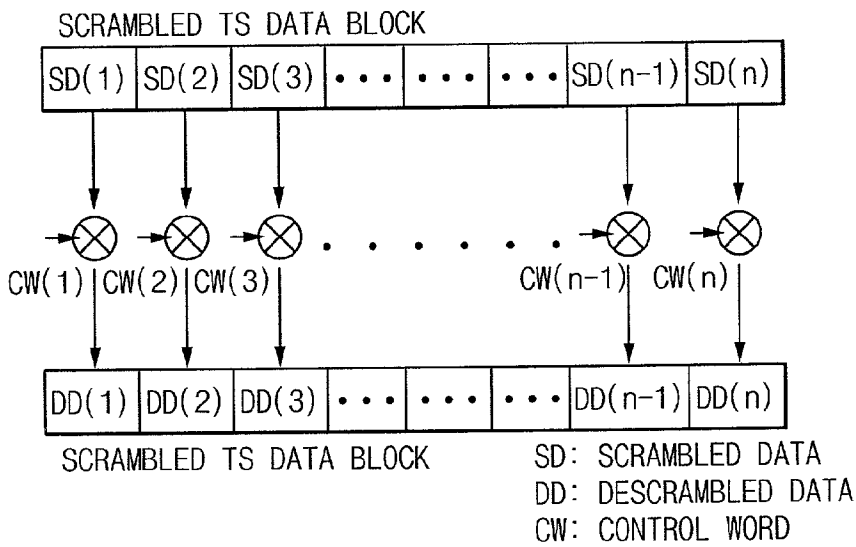 SCRAMBLED TS DATA BLOCK
SD(1) SD(2) SD(3) ••• ••• ••• SD(n-1) SD(n)
CW(1) CW(2) CW(3) CW(n-1) CW(n)
DD(1) DD(2) DD(3) ••• ••• ••• DD(n-1) DD(n)
SCRAMBLED TS DATA BLOCK
SD: SCRAMBLED DATA
DD: DESCRAMBLED DATA
CW: CONTROL WORD